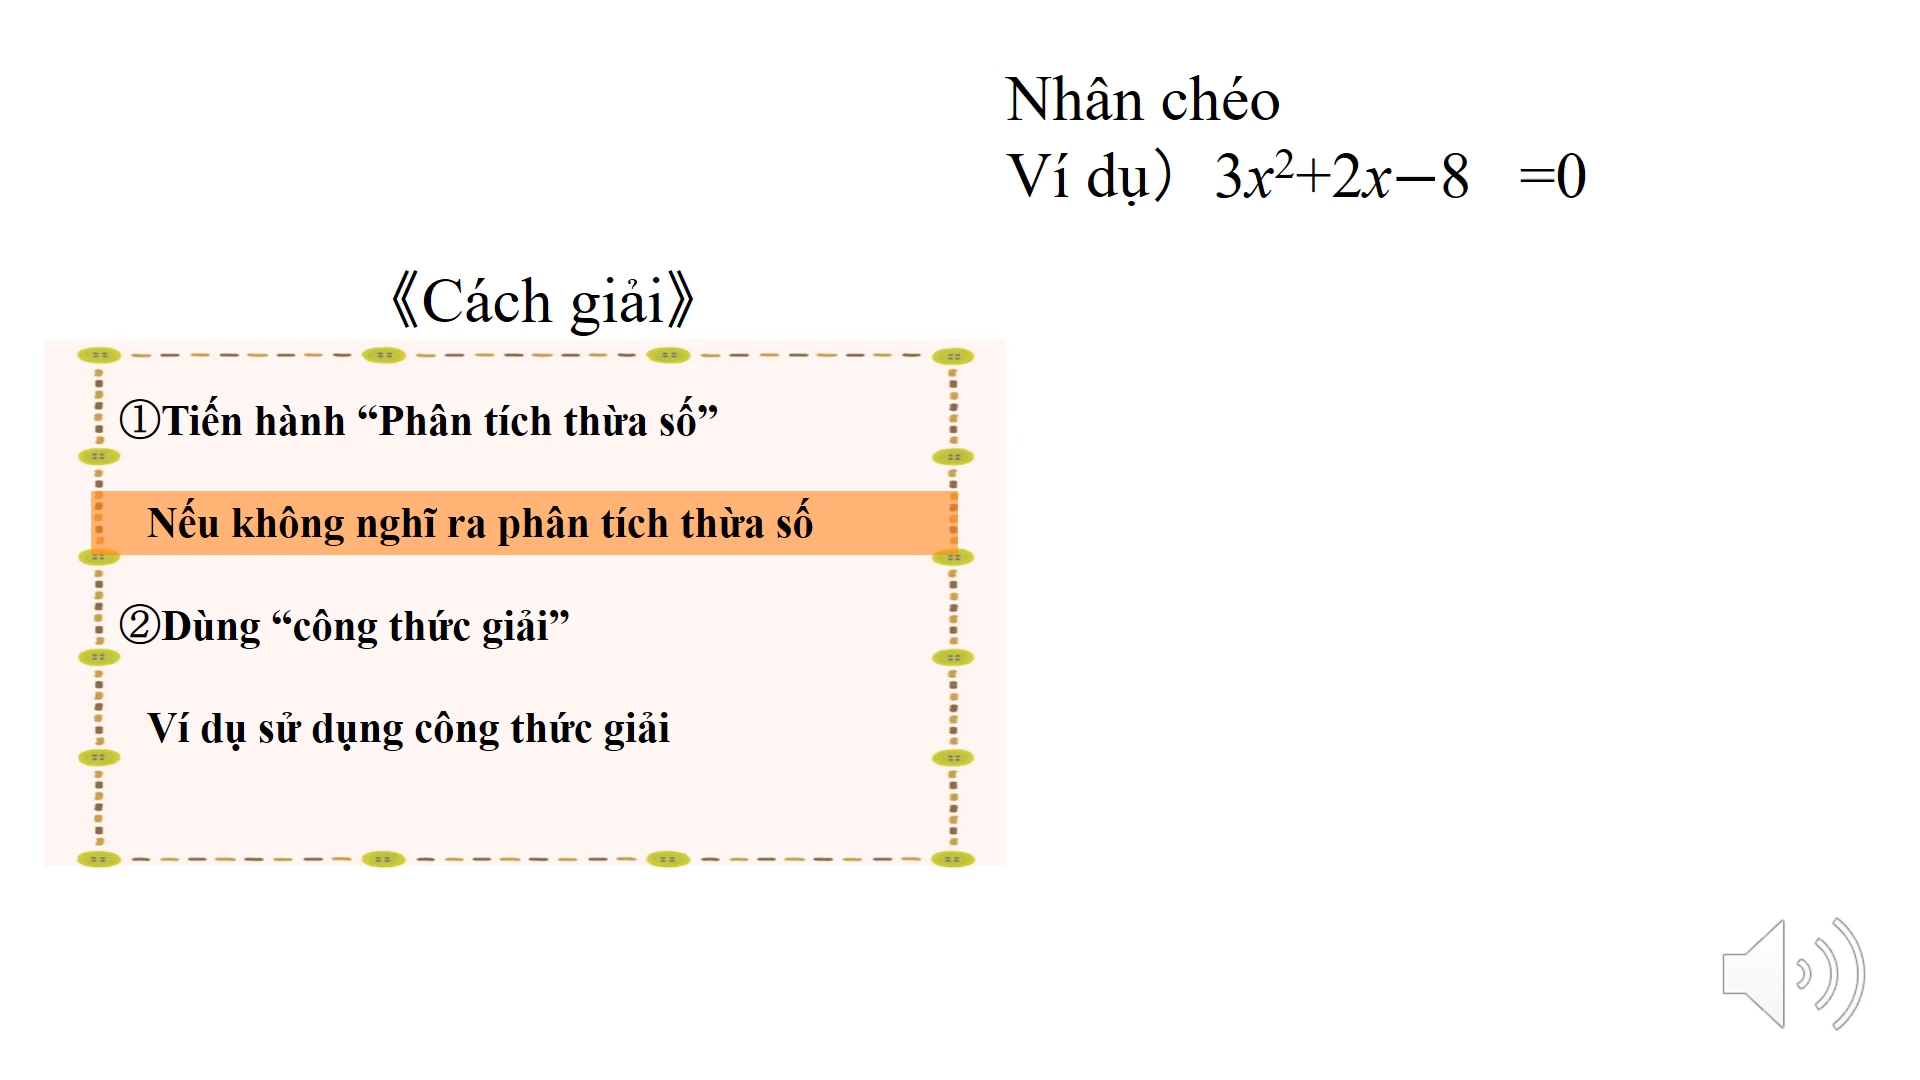 Nhân chéo
Ví dụ）3x²+2x−8 =0
《Cách giải》
①Tiến hành “Phân tích thừa số”
Nếu không nghĩ ra phân tích thừa số
②Dùng “công thức giải”
Ví dụ sử dụng công thức giải